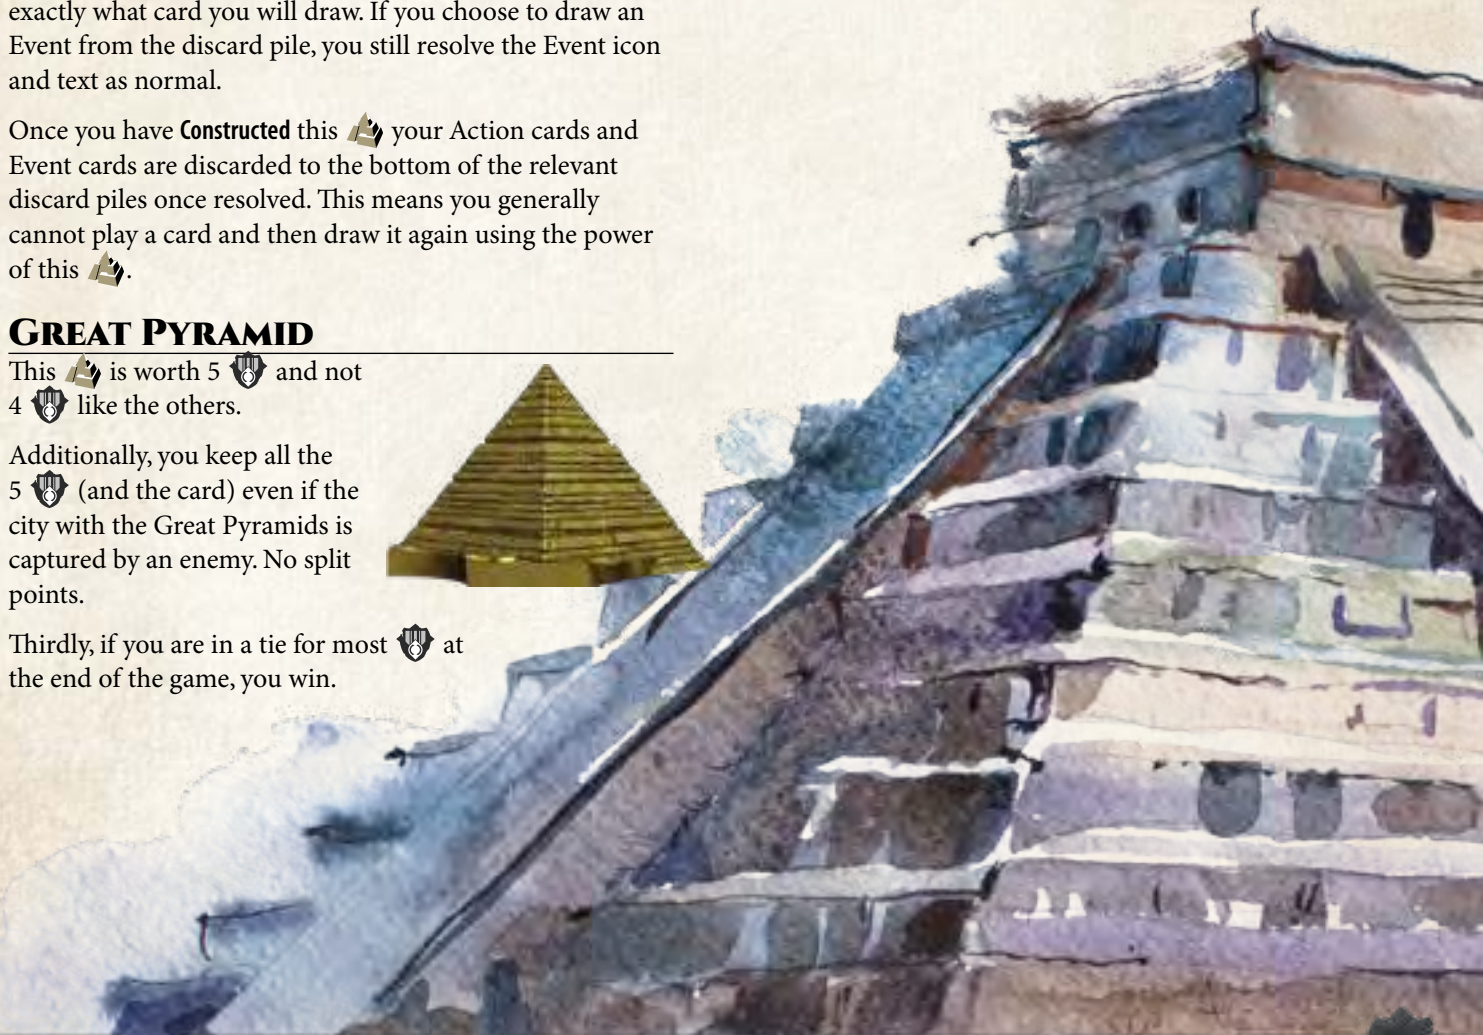 exactly what card you will draw. If you choose to draw an
Event from the discard pile, you still resolve the Event icon
and text as normal.
Once you have Constructed this your Action cards and
Event cards are discarded to the bottom of the relevant
discard piles once resolved. This means you generally
cannot play a card and then draw it again using the power
of this .
GREAT PYRAMID
This is worth 5 and not
4 like the others.
Additionally, you keep all the
5 (and the card) even if the
city with the Great Pyramids is
captured by an enemy. No split
points.
Thirdly, if you are in a tie for most at
the end of the game, you win.